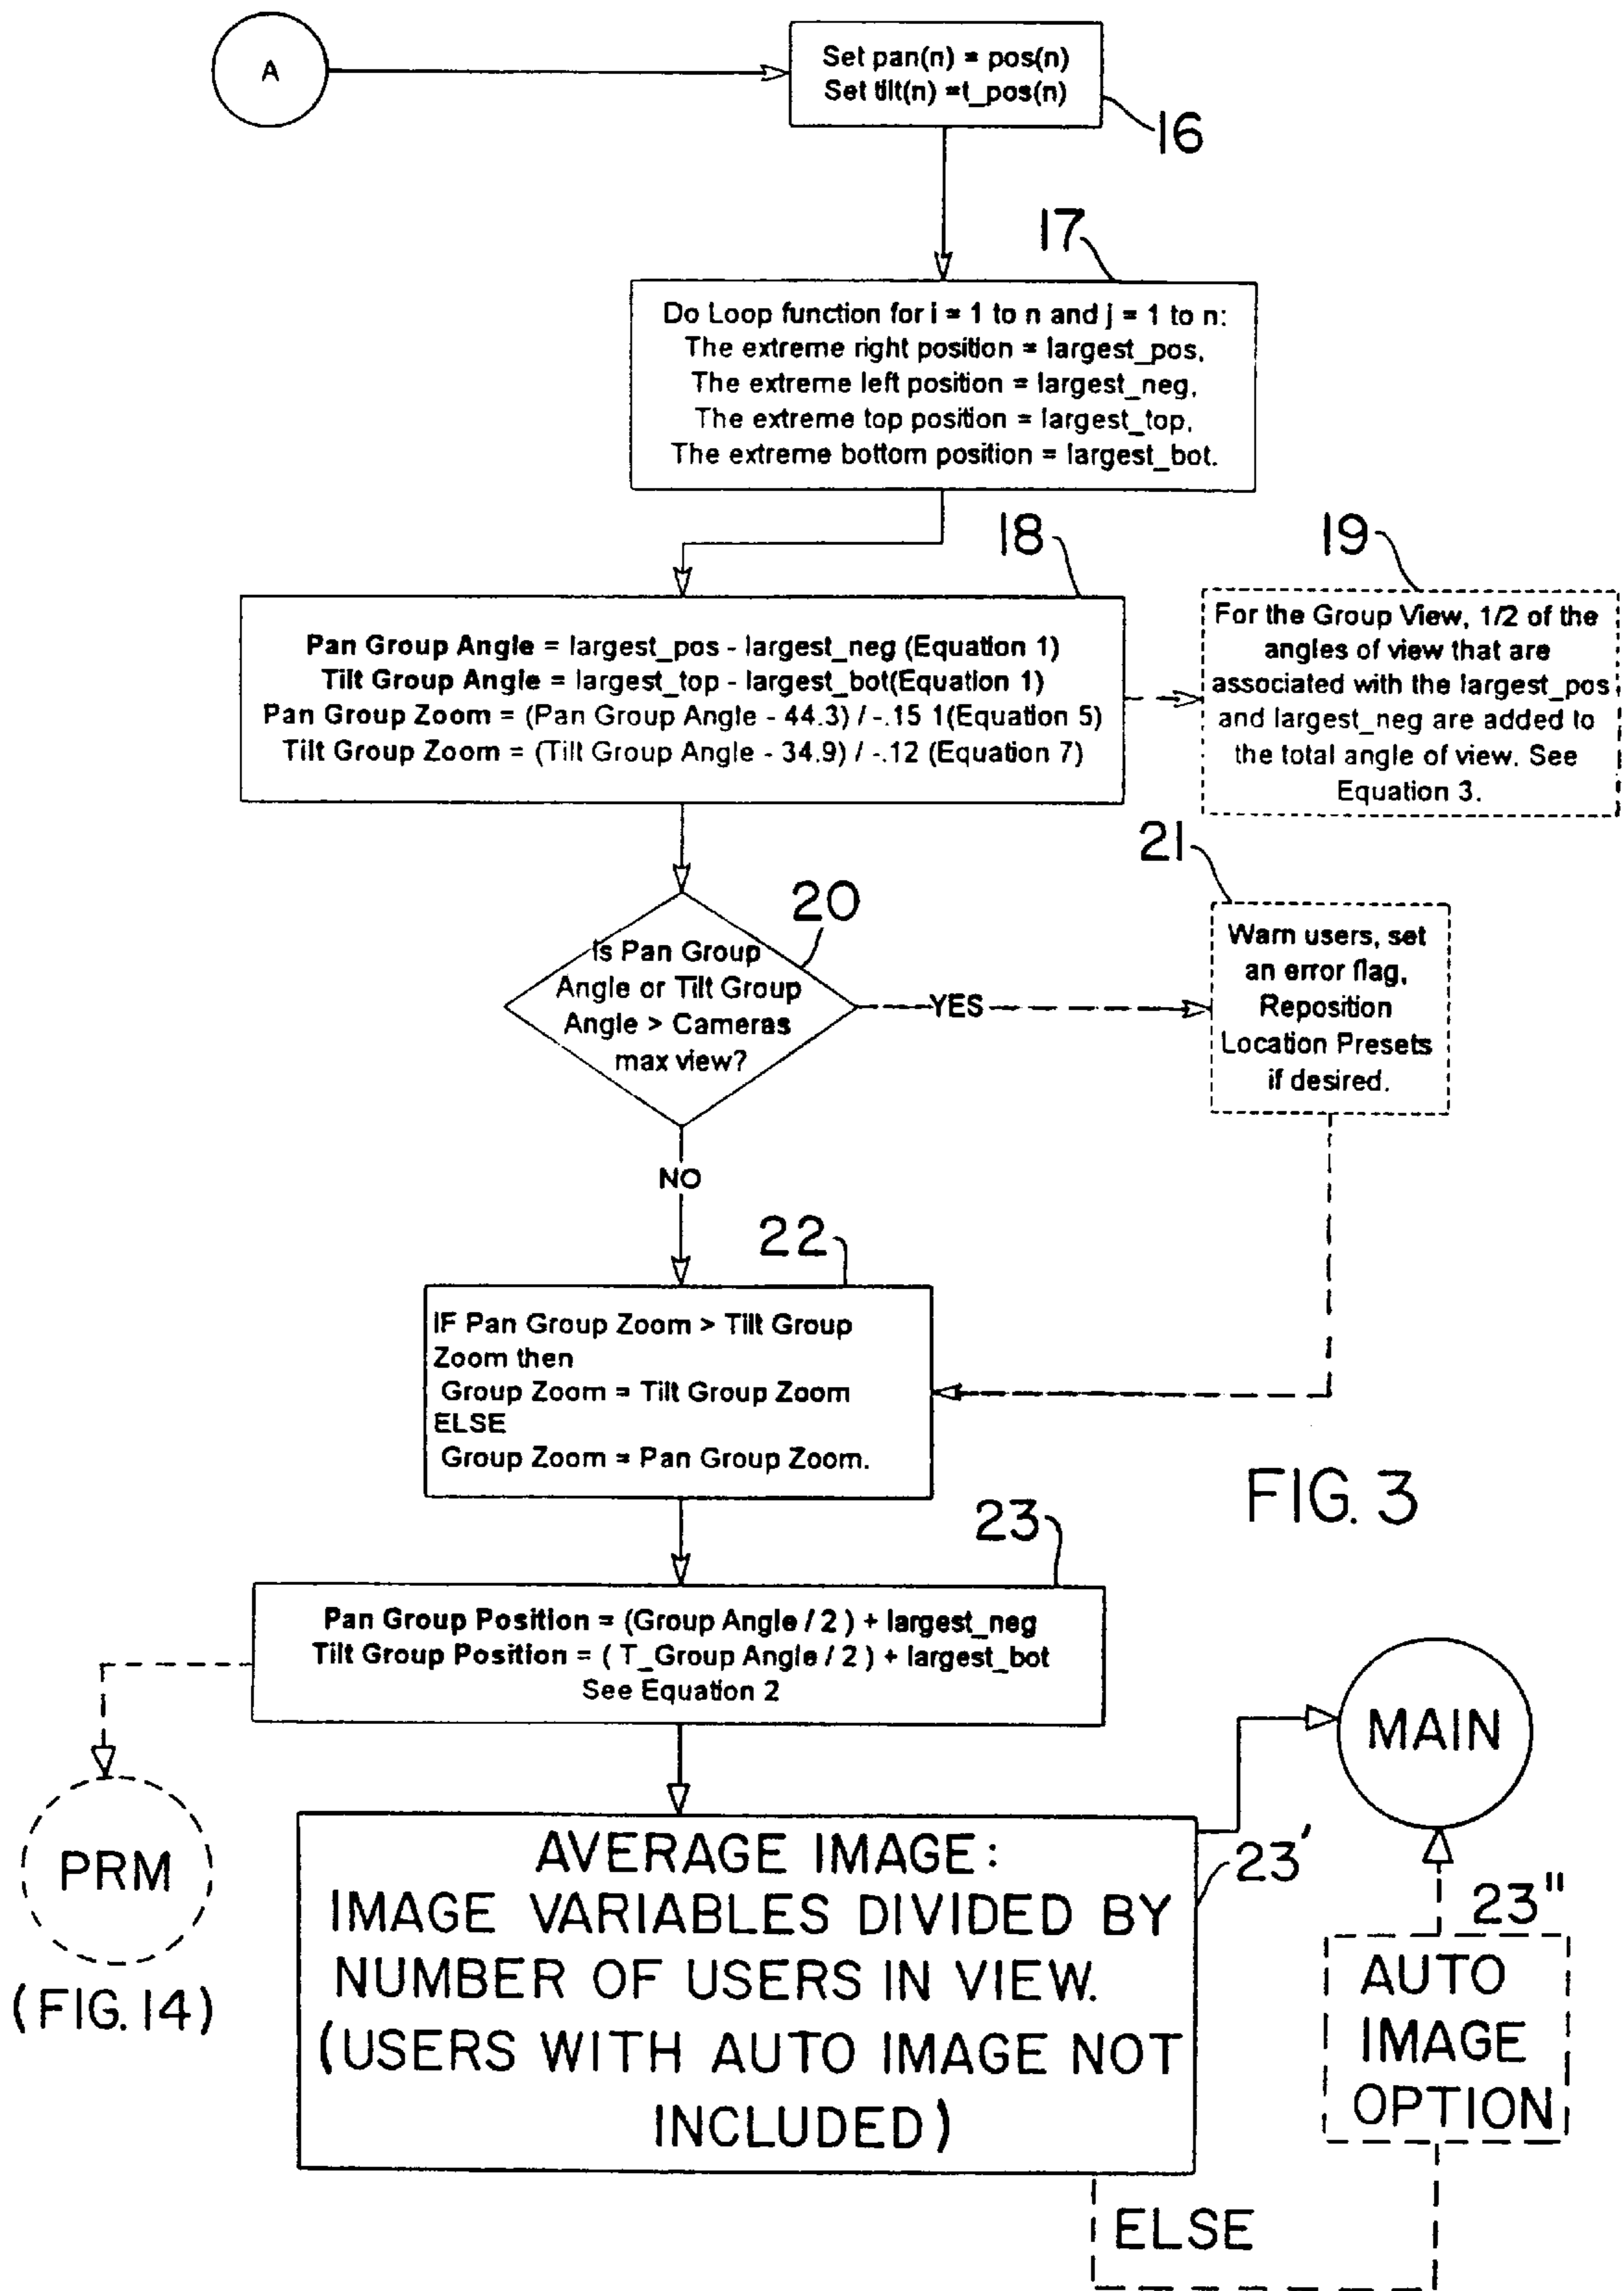 A
Set pan(n) = pos(n)
Set tilt(n) =t_pos(n)
16
17
Do Loop function for i = 1 to n and j = 1 to n:
The extreme right position = largest_pos,
The extreme left position = largest_neg,
The extreme top position = largest_top,
The extreme bottom position = largest_bot.
18
19
Pan Group Angle = largest_pos - largest_neg (Equation 1)
Tilt Group Angle = largest_top - largest_bot(Equation 1)
Pan Group Zoom = (Pan Group Angle - 44.3) / -.15 1(Equation 5)
Tilt Group Zoom = (Tilt Group Angle - 34.9) / -.12 (Equation 7)
For the Group View, 1/2 of the
angles of view that are
associated with the largest_pos
and largest_neg are added to
the total angle of view. See
Equation 3.
20
21
Is Pan Group
Angle or Tilt Group
Angle > Cameras
max view?
YES
Warn users, set
an error flag,
Reposition
Location Presets
if desired.
NO
22
IF Pan Group Zoom > Tilt Group
Zoom then
Group Zoom = Tilt Group Zoom
ELSE
Group Zoom = Pan Group Zoom.
FIG. 3
23
Pan Group Position = (Group Angle / 2 ) + largest_neg
Tilt Group Position = ( T_Group Angle / 2 ) + largest_bot
See Equation 2
MAIN
PRM
(FIG. 14)
AVERAGE IMAGE:
IMAGE VARIABLES DIVIDED BY
NUMBER OF USERS IN VIEW.
(USERS WITH AUTO IMAGE NOT
INCLUDED)
23'
23"
AUTO
IMAGE
OPTION
ELSE